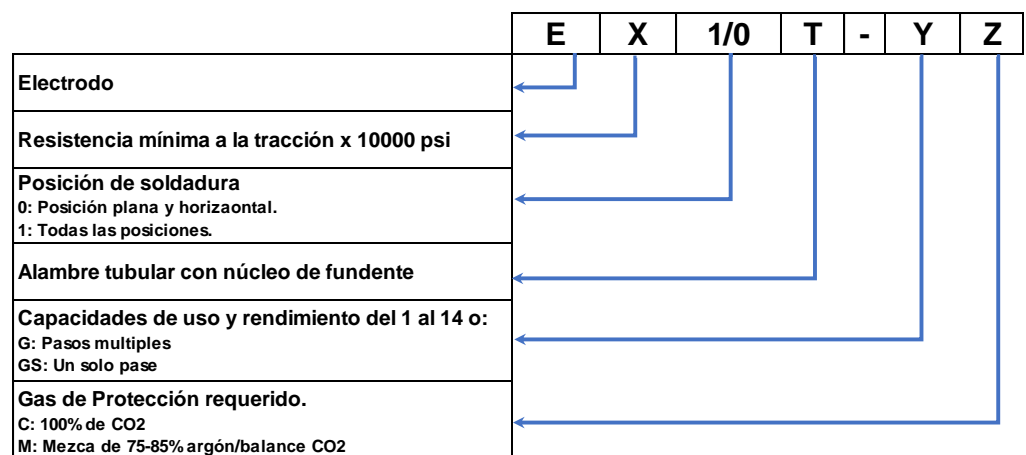 E X 1/0 T - Y Z
Electrodo
Resistencia mínima a la tracción x 10000 psi
Posición de soldadura
0: Posición plana y horizaontal.
1: Todas las posiciones.
Alambre tubular con núcleo de fundente
Capacidades de uso y rendimiento del 1 al 14 o:
G: Pasos multiples
GS: Un solo pase
Gas de Protección requerido.
C: 100% de CO2
M: Mezca de 75-85% argón/balance CO2